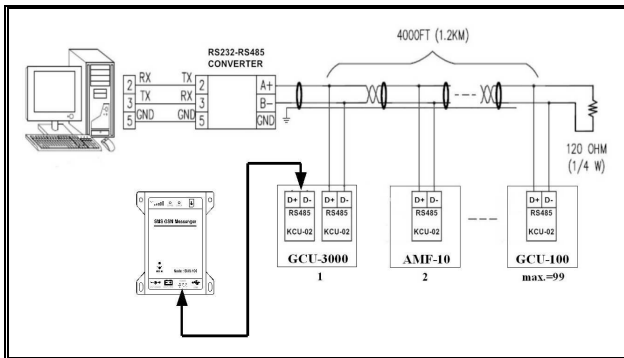 4000FT (1.2KM)
RS232-RS485
CONVERTER
2 RX TX 2 A+
3 TX RX 3 B-
5 GND GND 5 GND
120 OHM
(1/4 W)
D+ D- D+ D- D+ D- D+ D-
RS485 RS485 RS485 RS485
KCU-02 KCU-02 KCU-02 KCU-02
SMS GSM Messenger
GCU-3000 AMF-10 GCU-100
1 2 max.=99